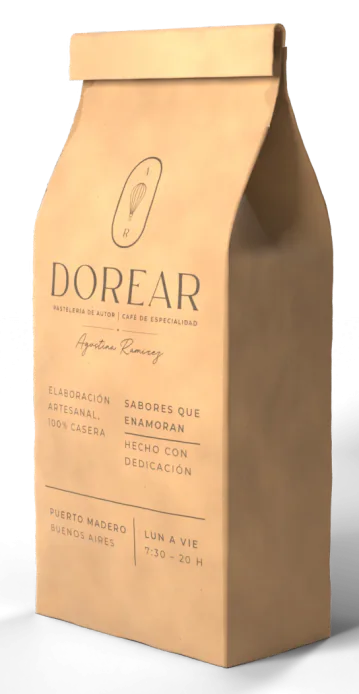 A
R
DOREAR
PASTELERÍA DE AUTOR | CAFÉ DE ESPECIALIDAD
Agustina Ramirez
ELABORACIÓN
ARTESANAL,
100% CASERA
SABORES QUE
ENAMORAN
HECHO CON
DEDICACIÓN
PUERTO MADERO
BUENOS AIRES
LUN A VIE
7:30 – 20 H